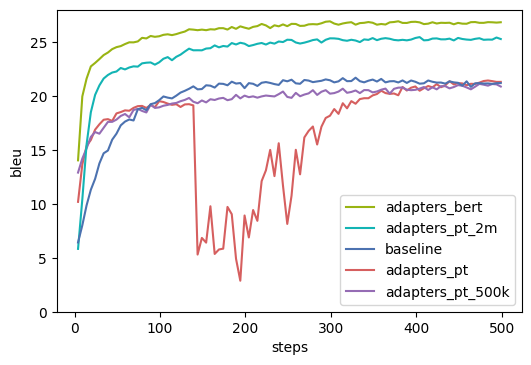 25
20
15
10
5
0
bleu
0 100 200 300 400 500
steps
adapters_bert
adapters_pt_2m
baseline
adapters_pt
adapters_pt_500k